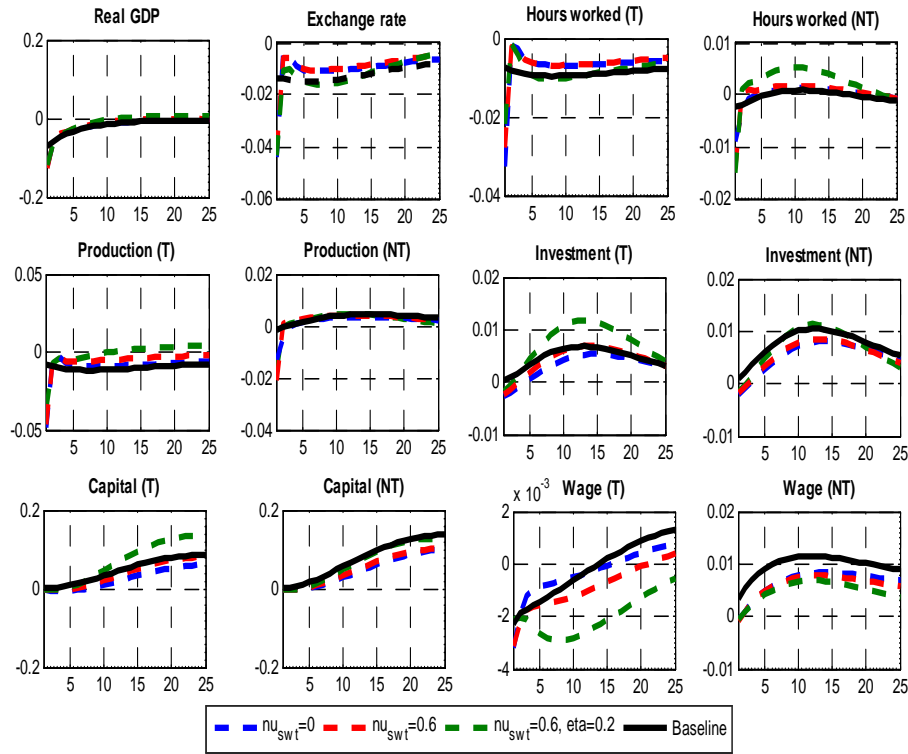 Real GDP
0.2
0
-0.2
5 10 15 20 25
Exchange rate
0
-0.02
-0.04
-0.06
5 10 15 20 25
Hours worked (T)
0
-0.02
-0.04
5 10 15 20 25
Hours worked (NT)
0.01
0
-0.01
-0.02
5 10 15 20 25
Production (T)
0.05
0
-0.05
5 10 15 20 25
Production (NT)
0.02
0
-0.02
-0.04
5 10 15 20 25
Investment (T)
0.02
0.01
0
-0.01
5 10 15 20 25
Investment (NT)
0.02
0.01
0
-0.01
5 10 15 20 25
Capital (T)
0.2
0
-0.2
5 10 15 20 25
Capital (NT)
0.2
0
-0.2
5 10 15 20 25
x 10^-3 Wage (T)
2
0
-2
-4
5 10 15 20 25
Wage (NT)
0.02
0.01
0
-0.01
5 10 15 20 25
nu_swt=0 nu_swt=0.6 nu_swt=0.6, eta=0.2 Baseline